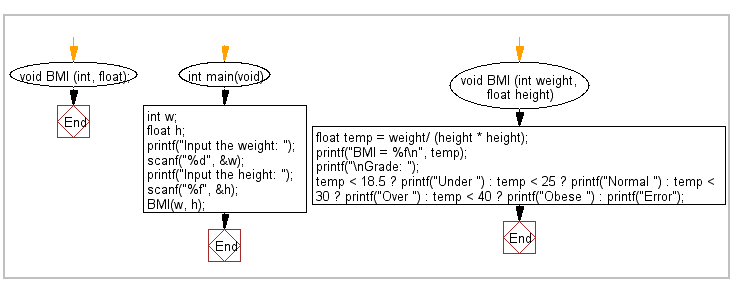 void BMI (int, float);
End
int main(void)
int w;
float h;
printf("Input the weight: ");
scanf("%d", &w);
printf("Input the height: ");
scanf("%f", &h);
BMI(w, h);
End
void BMI (int weight,
float height)
float temp = weight/ (height * height);
printf("BMI = %f\n", temp);
printf("\nGrade: ");
temp < 18.5 ? printf("Under ") : temp < 25 ? printf("Normal ") : temp <
30 ? printf("Over ") : temp < 40 ? printf("Obese ") : printf("Error");
End